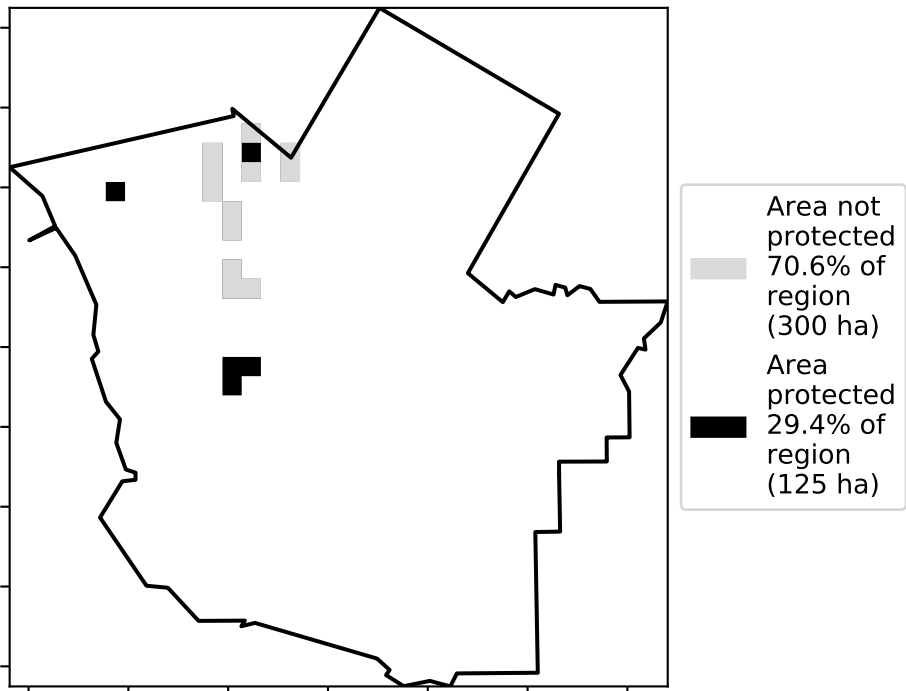 Area not
protected
70.6% of
region
(300 ha)
Area
protected
29.4% of
region
(125 ha)